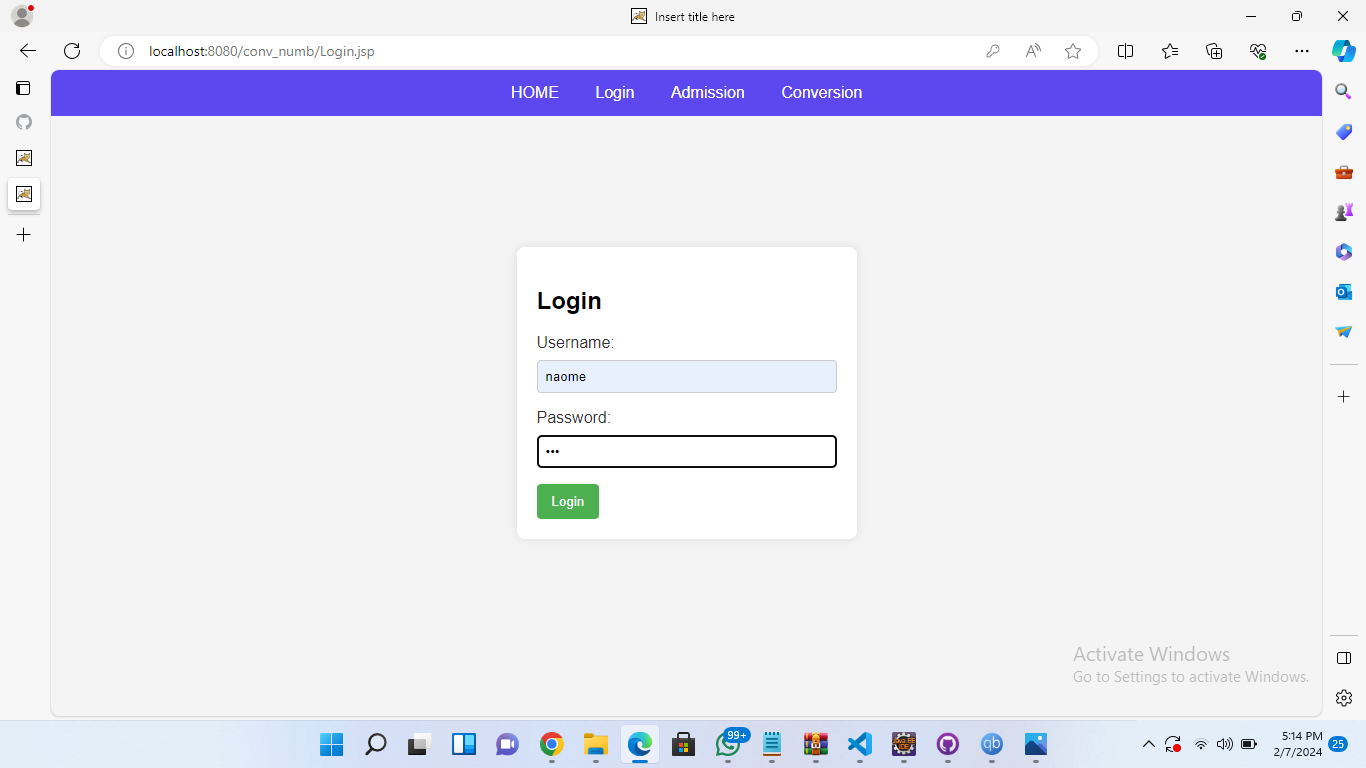 Insert title here
localhost:8080/conv_numb/Login.jsp
HOME Login Admission Conversion
Login
Username:
naome
Password:
•••
Login
Activate Windows
Go to Settings to activate Windows.
99+
5:14 PM
2/7/2024
25